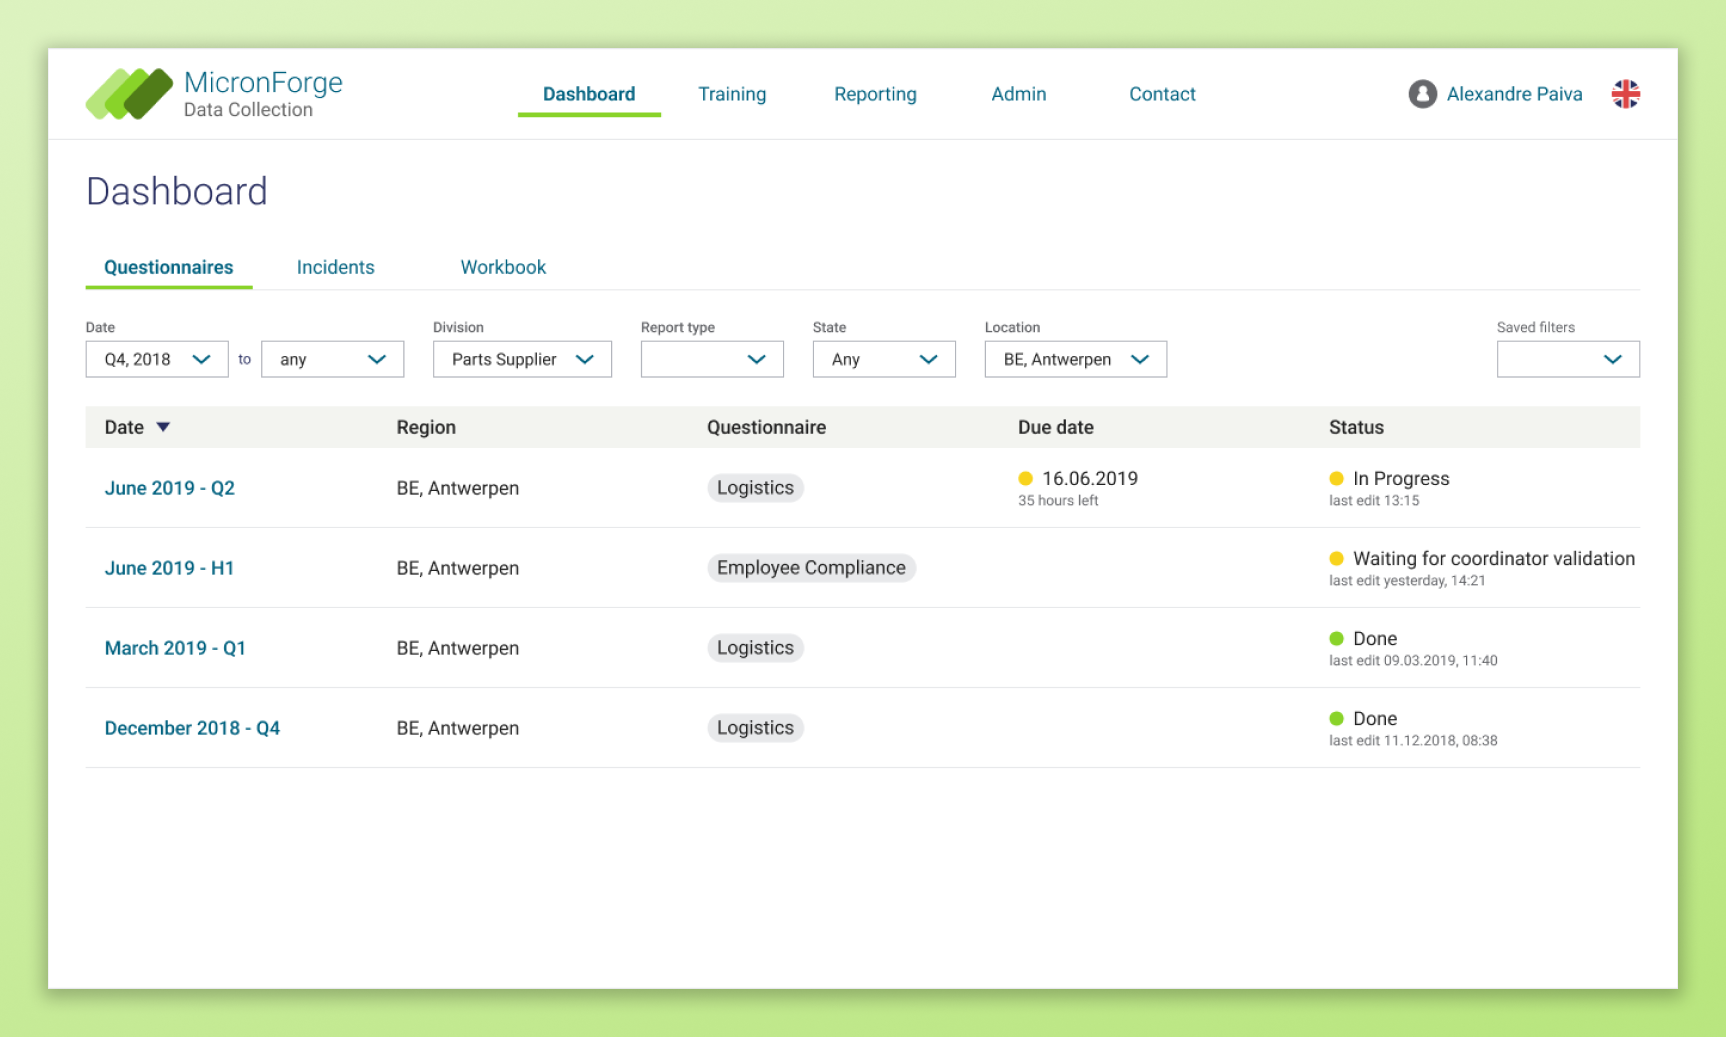 MicronForge
Data Collection
Dashboard Training Reporting Admin Contact
Alexandre Paiva
Dashboard
Questionnaires Incidents Workbook
Date Division Report type State Location Saved filters
Q4, 2018 to any Parts Supplier Any BE, Antwerpen
Date Region Questionnaire Due date Status
June 2019 - Q2 BE, Antwerpen Logistics 16.06.2019 In Progress
35 hours left last edit 13:15
June 2019 - H1 BE, Antwerpen Employee Compliance Waiting for coordinator validation
last edit yesterday, 14:21
March 2019 - Q1 BE, Antwerpen Logistics Done
last edit 09.03.2019, 11:40
December 2018 - Q4 BE, Antwerpen Logistics Done
last edit 11.12.2018, 08:38